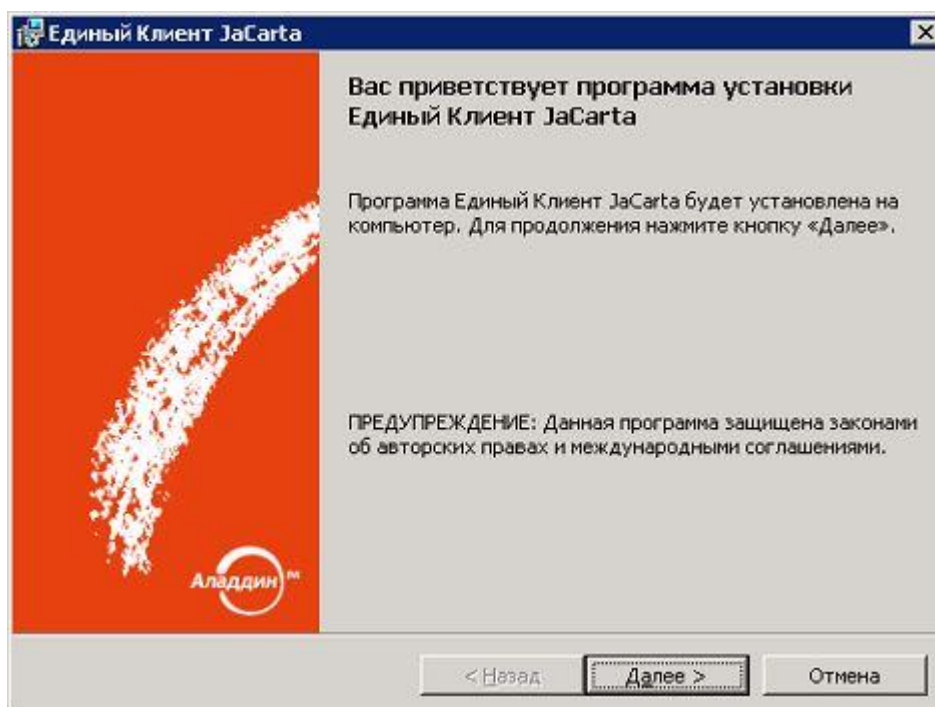 Единый Клиент JaCarta
Вас приветствует программа установки
Единый Клиент JaCarta
Программа Единый Клиент JaCarta будет установлена на
компьютер. Для продолжения нажмите кнопку «Далее».
ПРЕДУПРЕЖДЕНИЕ: Данная программа защищена законами
об авторских правах и международными соглашениями.
Аладдин
< Назад
Далее >
Отмена